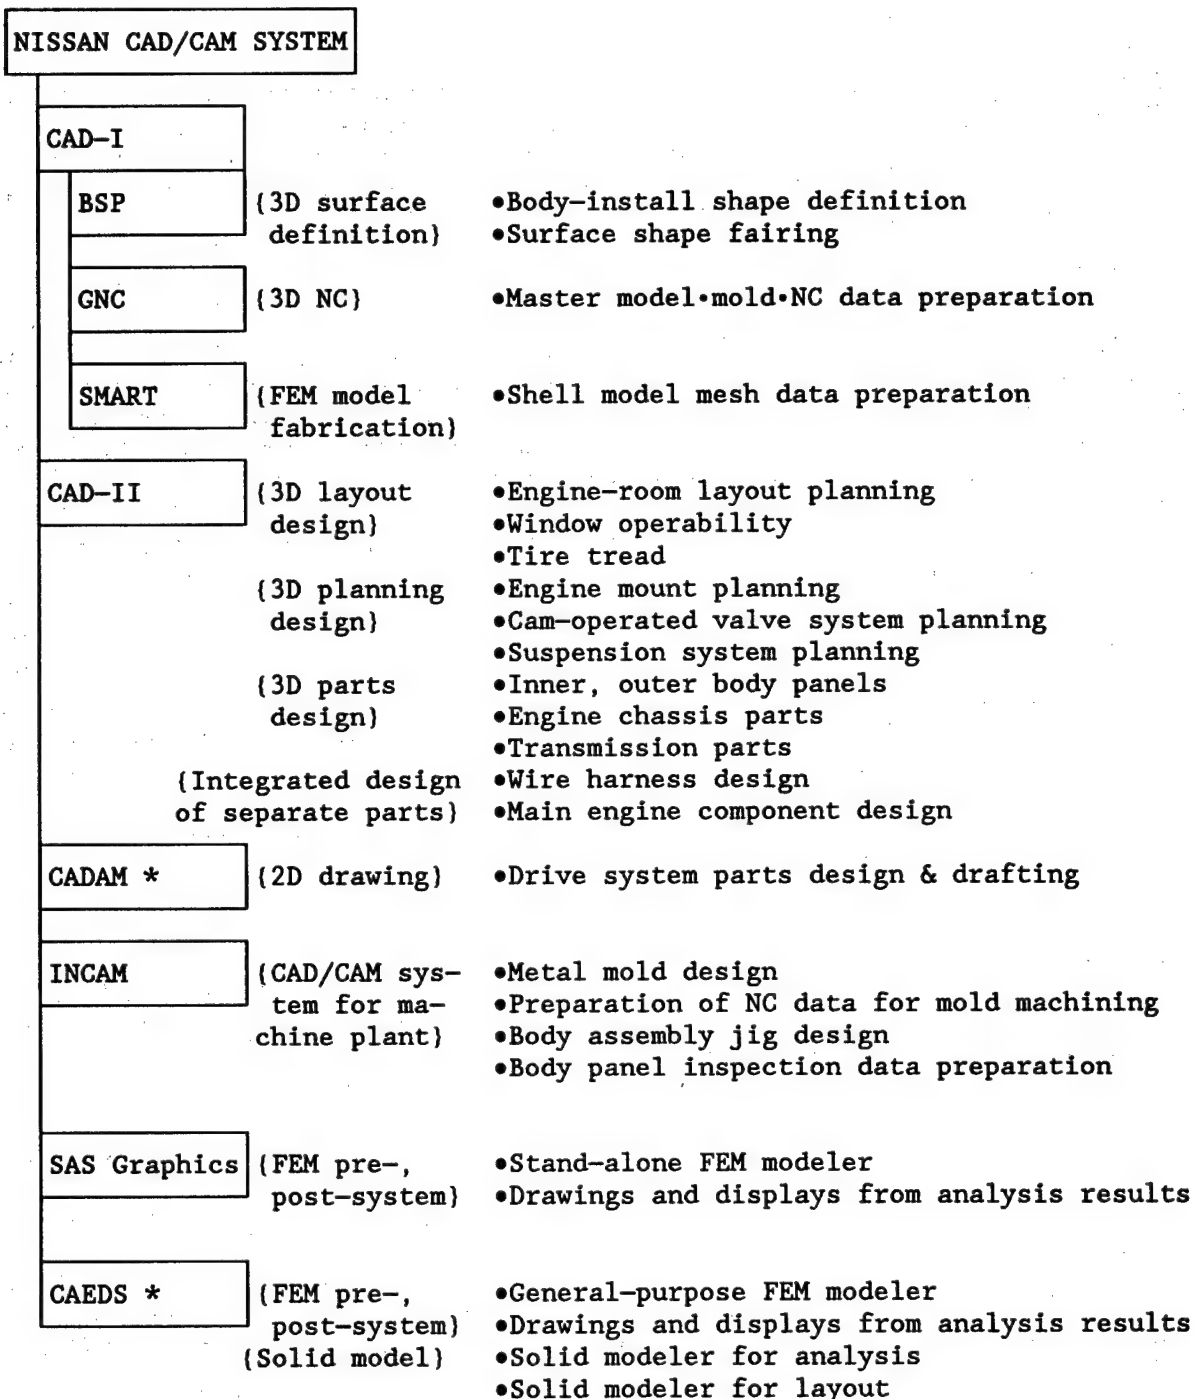 NISSAN CAD/CAM SYSTEM
CAD-I
BSP {3D surface •Body-install shape definition
definition} •Surface shape fairing
GNC {3D NC} •Master model•mold•NC data preparation
SMART {FEM model •Shell model mesh data preparation
fabrication}
CAD-II {3D layout •Engine-room layout planning
design} •Window operability
•Tire tread
{3D planning •Engine mount planning
design} •Cam-operated valve system planning
•Suspension system planning
{3D parts •Inner, outer body panels
design} •Engine chassis parts
•Transmission parts
{Integrated design •Wire harness design
of separate parts} •Main engine component design
CADAM * {2D drawing} •Drive system parts design & drafting
INCAM {CAD/CAM sys- •Metal mold design
tem for ma- •Preparation of NC data for mold machining
chine plant} •Body assembly jig design
•Body panel inspection data preparation
SAS Graphics {FEM pre-, •Stand-alone FEM modeler
post-system} •Drawings and displays from analysis results
CAEDS * {FEM pre-, •General-purpose FEM modeler
post-system} •Drawings and displays from analysis results
{Solid model} •Solid modeler for analysis
•Solid modeler for layout